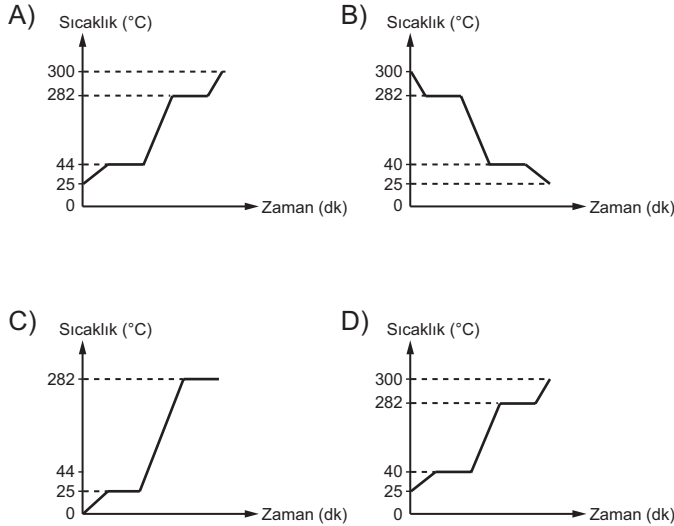 A)
Sıcaklık (°C)
300
282
44
25
0
Zaman (dk)
B)
Sıcaklık (°C)
300
282
40
25
0
Zaman (dk)
C)
Sıcaklık (°C)
282
44
25
0
Zaman (dk)
D)
Sıcaklık (°C)
300
282
40
25
0
Zaman (dk)